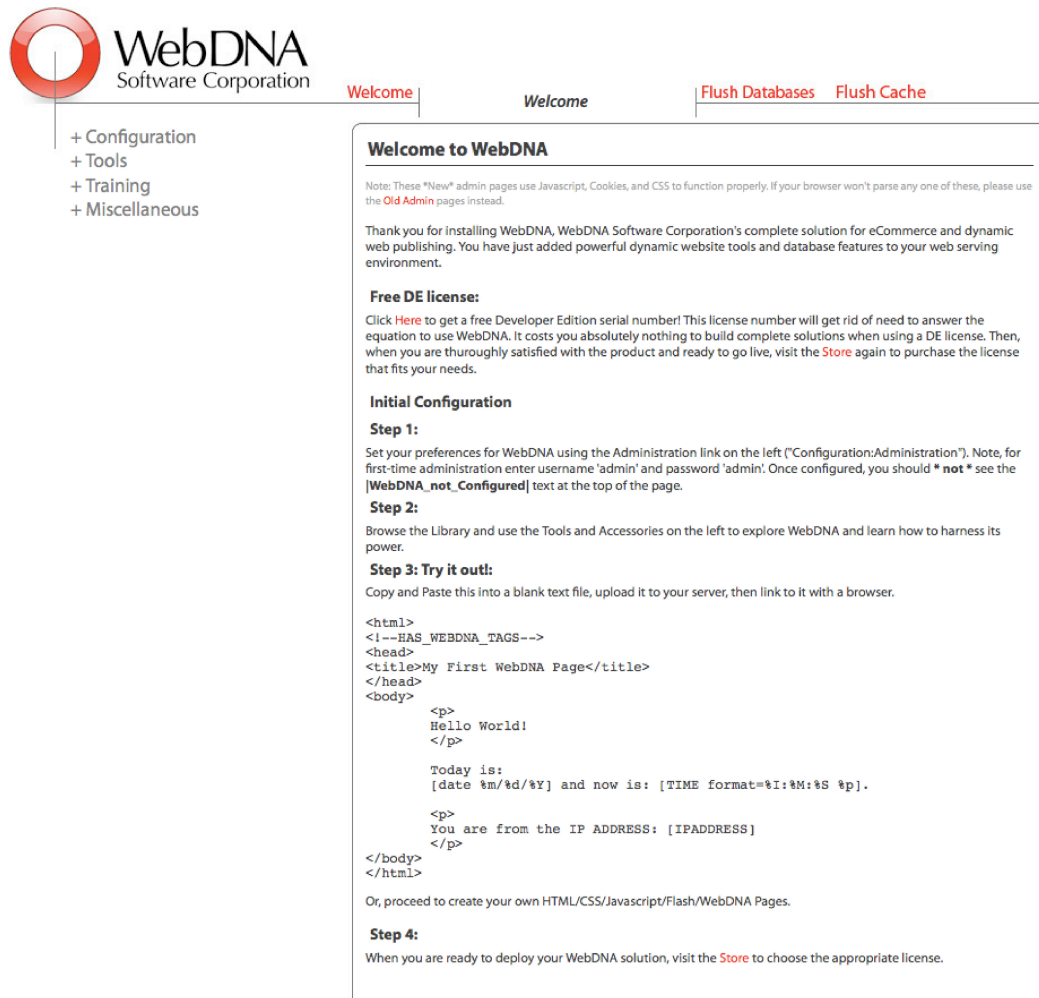 WebDNA
Software Corporation
Welcome
Welcome
Flush Databases Flush Cache
+ Configuration
+ Tools
+ Training
+ Miscellaneous
Welcome to WebDNA
Note: These *New* admin pages use Javascript, Cookies, and CSS to function properly. If your browser won't parse any one of these, please use
the Old Admin pages instead.
Thank you for installing WebDNA, WebDNA Software Corporation's complete solution for eCommerce and dynamic
web publishing. You have just added powerful dynamic website tools and database features to your web serving
environment.
Free DE license:
Click Here to get a free Developer Edition serial number! This license number will get rid of need to answer the
equation to use WebDNA. It costs you absolutely nothing to build complete solutions when using a DE license. Then,
when you are thuroughly satisfied with the product and ready to go live, visit the Store again to purchase the license
that fits your needs.
Initial Configuration
Step 1:
Set your preferences for WebDNA using the Administration link on the left ("Configuration:Administration"). Note, for
first-time administration enter username 'admin' and password 'admin'. Once configured, you should * not * see the
|WebDNA_not_Configured| text at the top of the page.
Step 2:
Browse the Library and use the Tools and Accessories on the left to explore WebDNA and learn how to harness its
power.
Step 3: Try it out!:
Copy and Paste this into a blank text file, upload it to your server, then link to it with a browser.
<html>
<!--HAS_WEBDNA_TAGS-->
<head>
<title>My First WebDNA Page</title>
</head>
<body>
<p>
Hello World!
</p>
Today is:
[date %m/%d/%Y] and now is: [TIME format=%I:%M:%S %p].
<p>
You are from the IP ADDRESS: [IPADDRESS]
</p>
</body>
</html>
Or, proceed to create your own HTML/CSS/Javascript/Flash/WebDNA Pages.
Step 4:
When you are ready to deploy your WebDNA solution, visit the Store to choose the appropriate license.